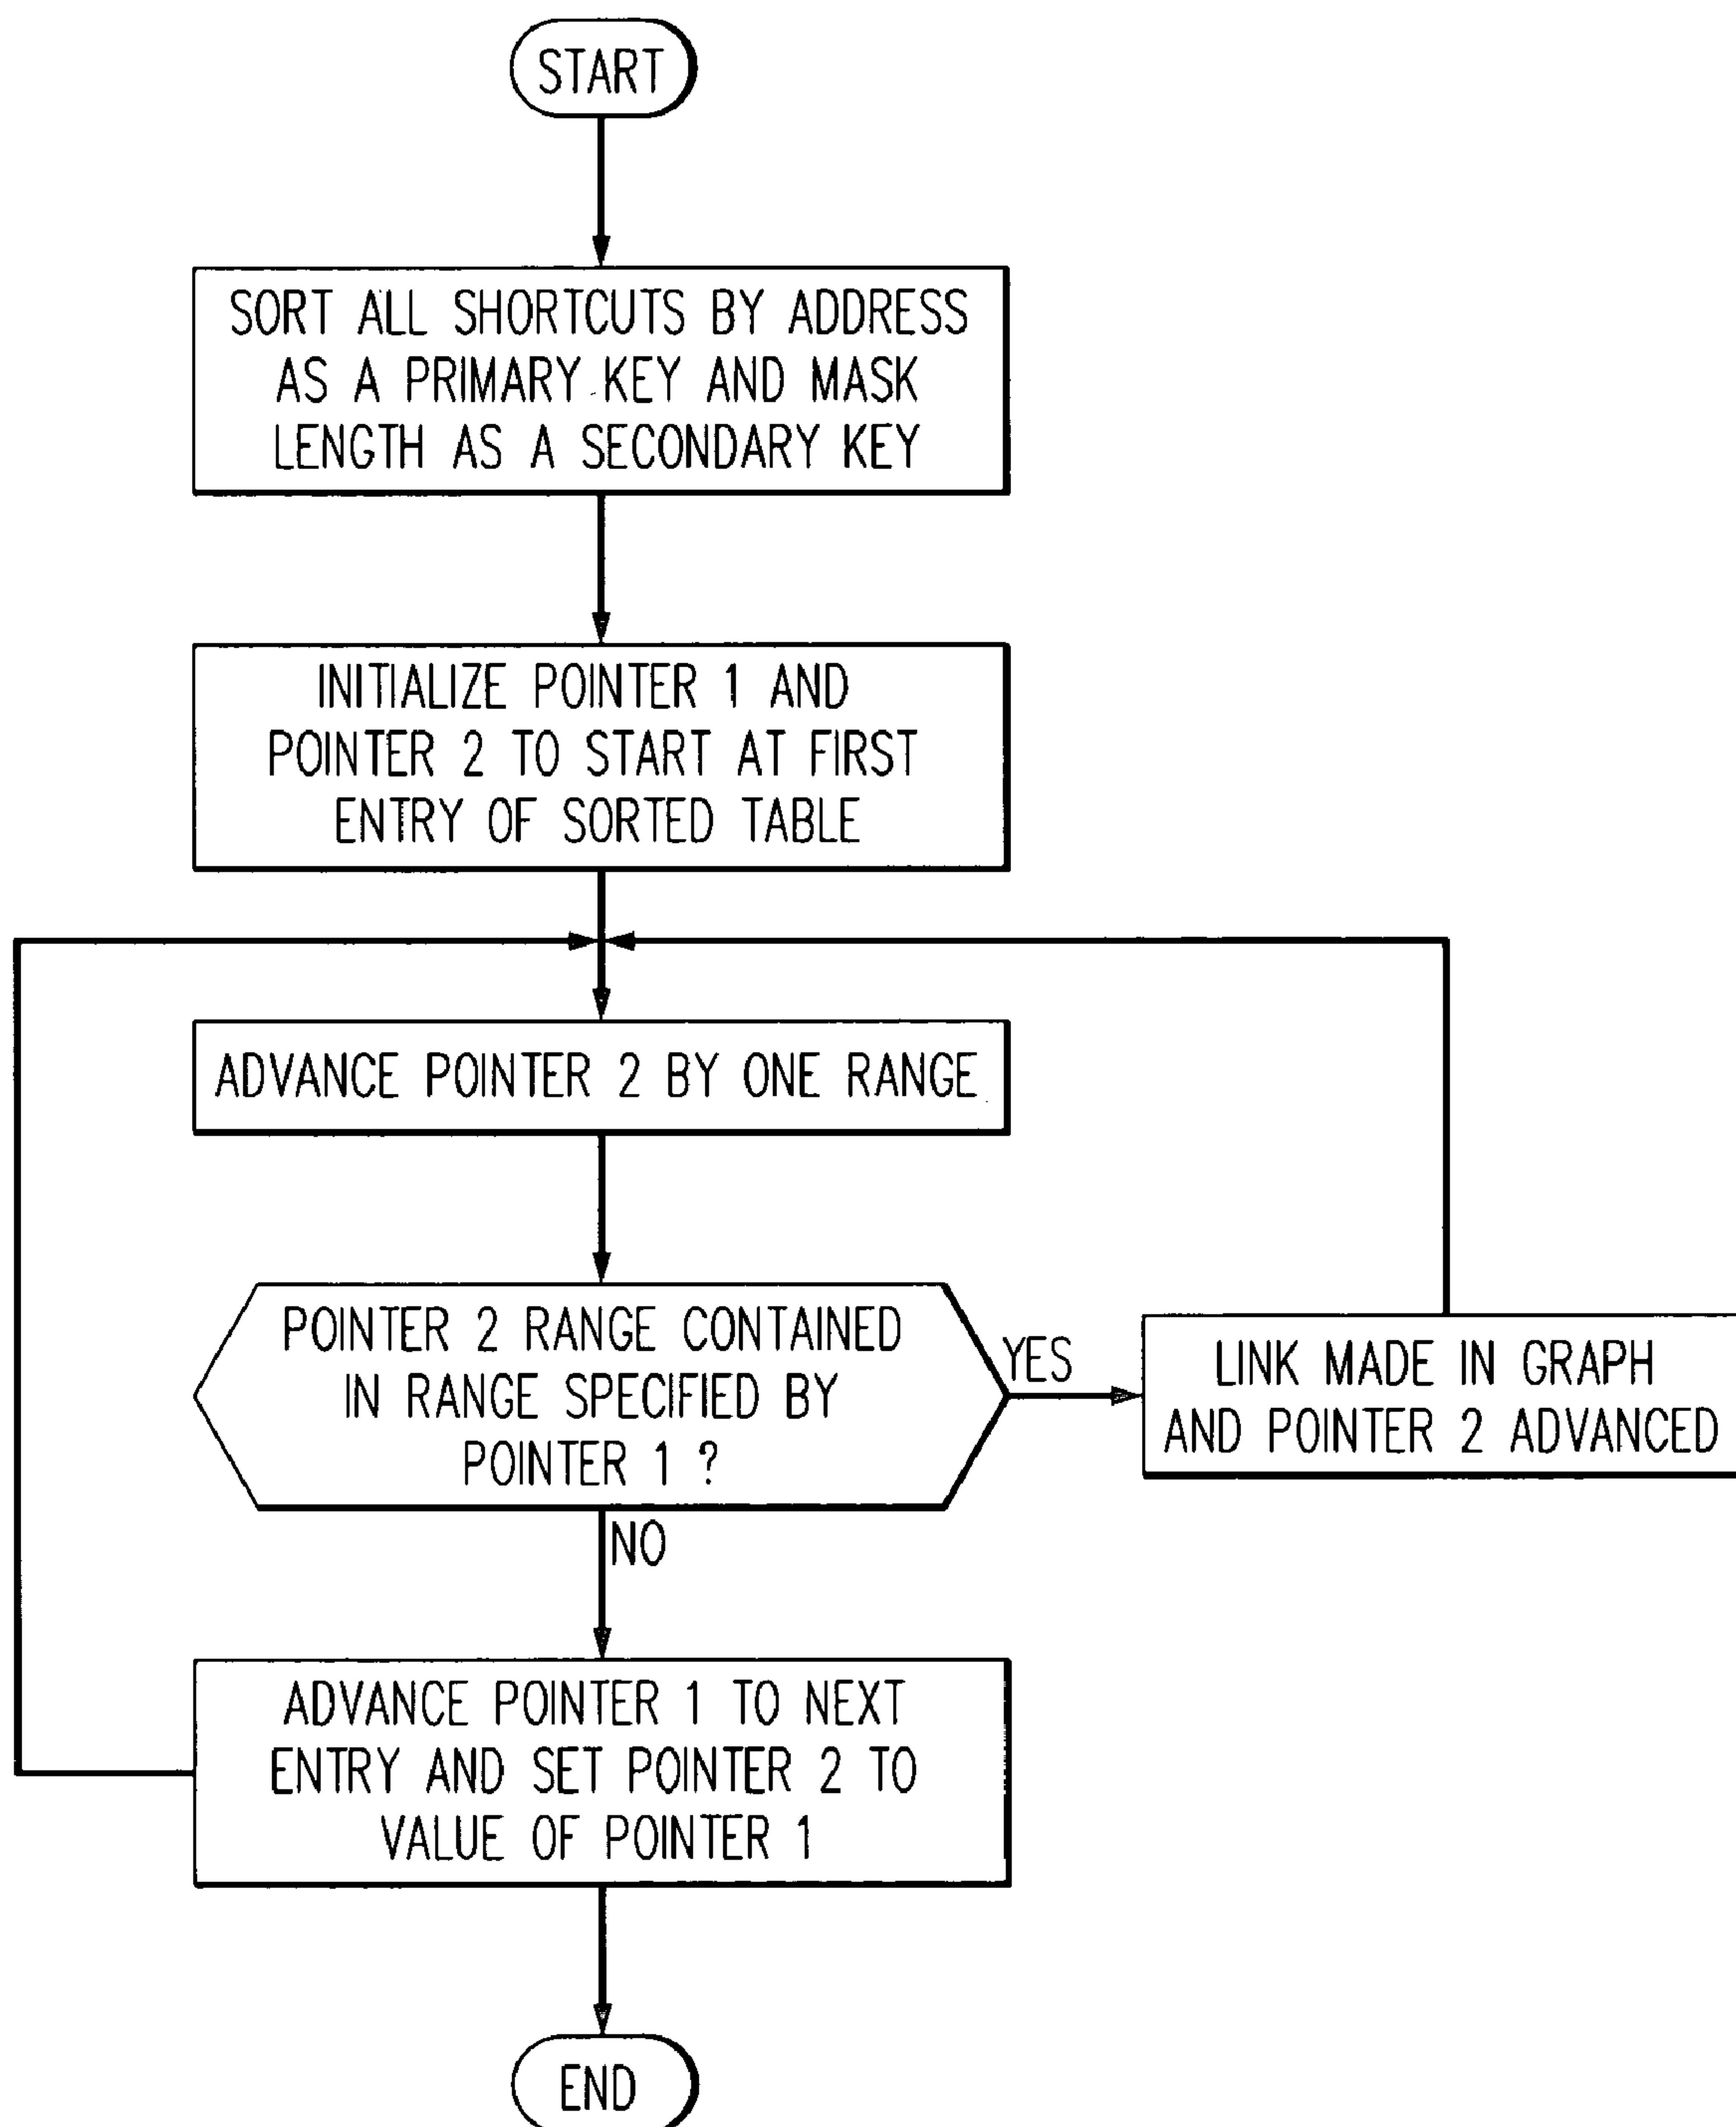 START
SORT ALL SHORTCUTS BY ADDRESS
AS A PRIMARY KEY AND MASK
LENGTH AS A SECONDARY KEY
INITIALIZE POINTER 1 AND
POINTER 2 TO START AT FIRST
ENTRY OF SORTED TABLE
ADVANCE POINTER 2 BY ONE RANGE
POINTER 2 RANGE CONTAINED
IN RANGE SPECIFIED BY
POINTER 1 ?
YES
LINK MADE IN GRAPH
AND POINTER 2 ADVANCED
NO
ADVANCE POINTER 1 TO NEXT
ENTRY AND SET POINTER 2 TO
VALUE OF POINTER 1
END